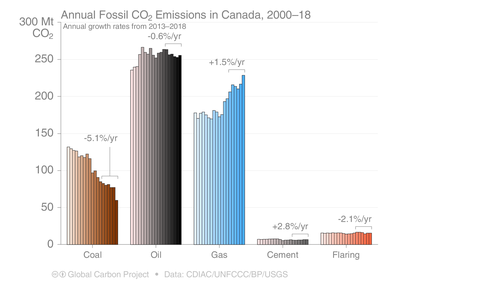 Annual Fossil CO₂ Emissions in Canada, 2000–18
300 Mt
CO₂
Annual growth rates from 2013–2018
-0.6%/yr
250
+1.5%/yr
200
150
-5.1%/yr
100
50
+2.8%/yr
-2.1%/yr
0
Coal
Oil
Gas
Cement
Flaring
Global Carbon Project • Data: CDIAC/UNFCCC/BP/USGS